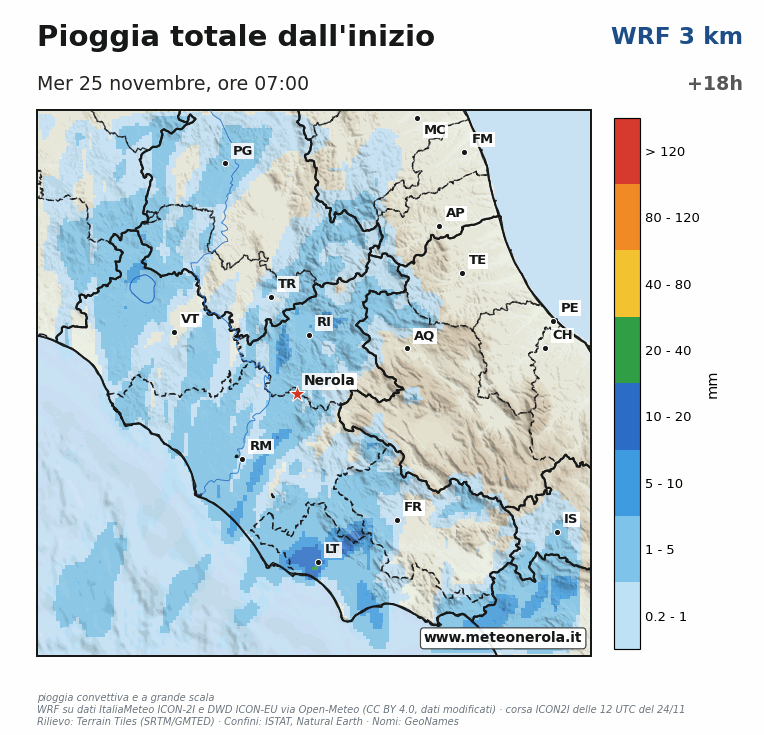 Pioggia totale dall'inizio
WRF 3 km
Mer 25 novembre, ore 07:00
+18h
MC
FM
PG
AP
TE
TR
PE
VT
RI
AQ
CH
Nerola
RM
FR
IS
LT
www.meteonerola.it
> 120
80 - 120
40 - 80
20 - 40
10 - 20
5 - 10
1 - 5
0.2 - 1
mm
pioggia convettiva e a grande scala
WRF su dati ItaliaMeteo ICON-2I e DWD ICON-EU via Open-Meteo (CC BY 4.0, dati modificati) · corsa ICON2I delle 12 UTC del 24/11
Rilievo: Terrain Tiles (SRTM/GMTED) · Confini: ISTAT, Natural Earth · Nomi: GeoNames